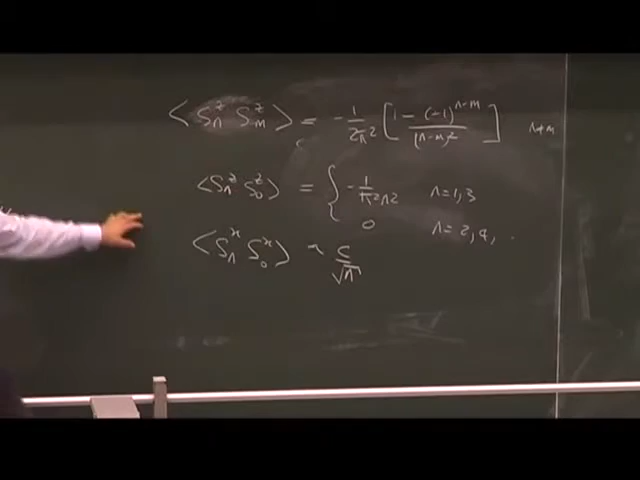 ⟨ S_n^z S_m^z ⟩ = - 1/(2π²) [ (1 - (-1)^{n-m})/(n-m)² ] n≠m
⟨S_n^z S_0^z⟩ = { - 1/(π²n²) n=1,3
0 n=2,4,..
⟨S_n^x S_0^x⟩ ~ c/√n